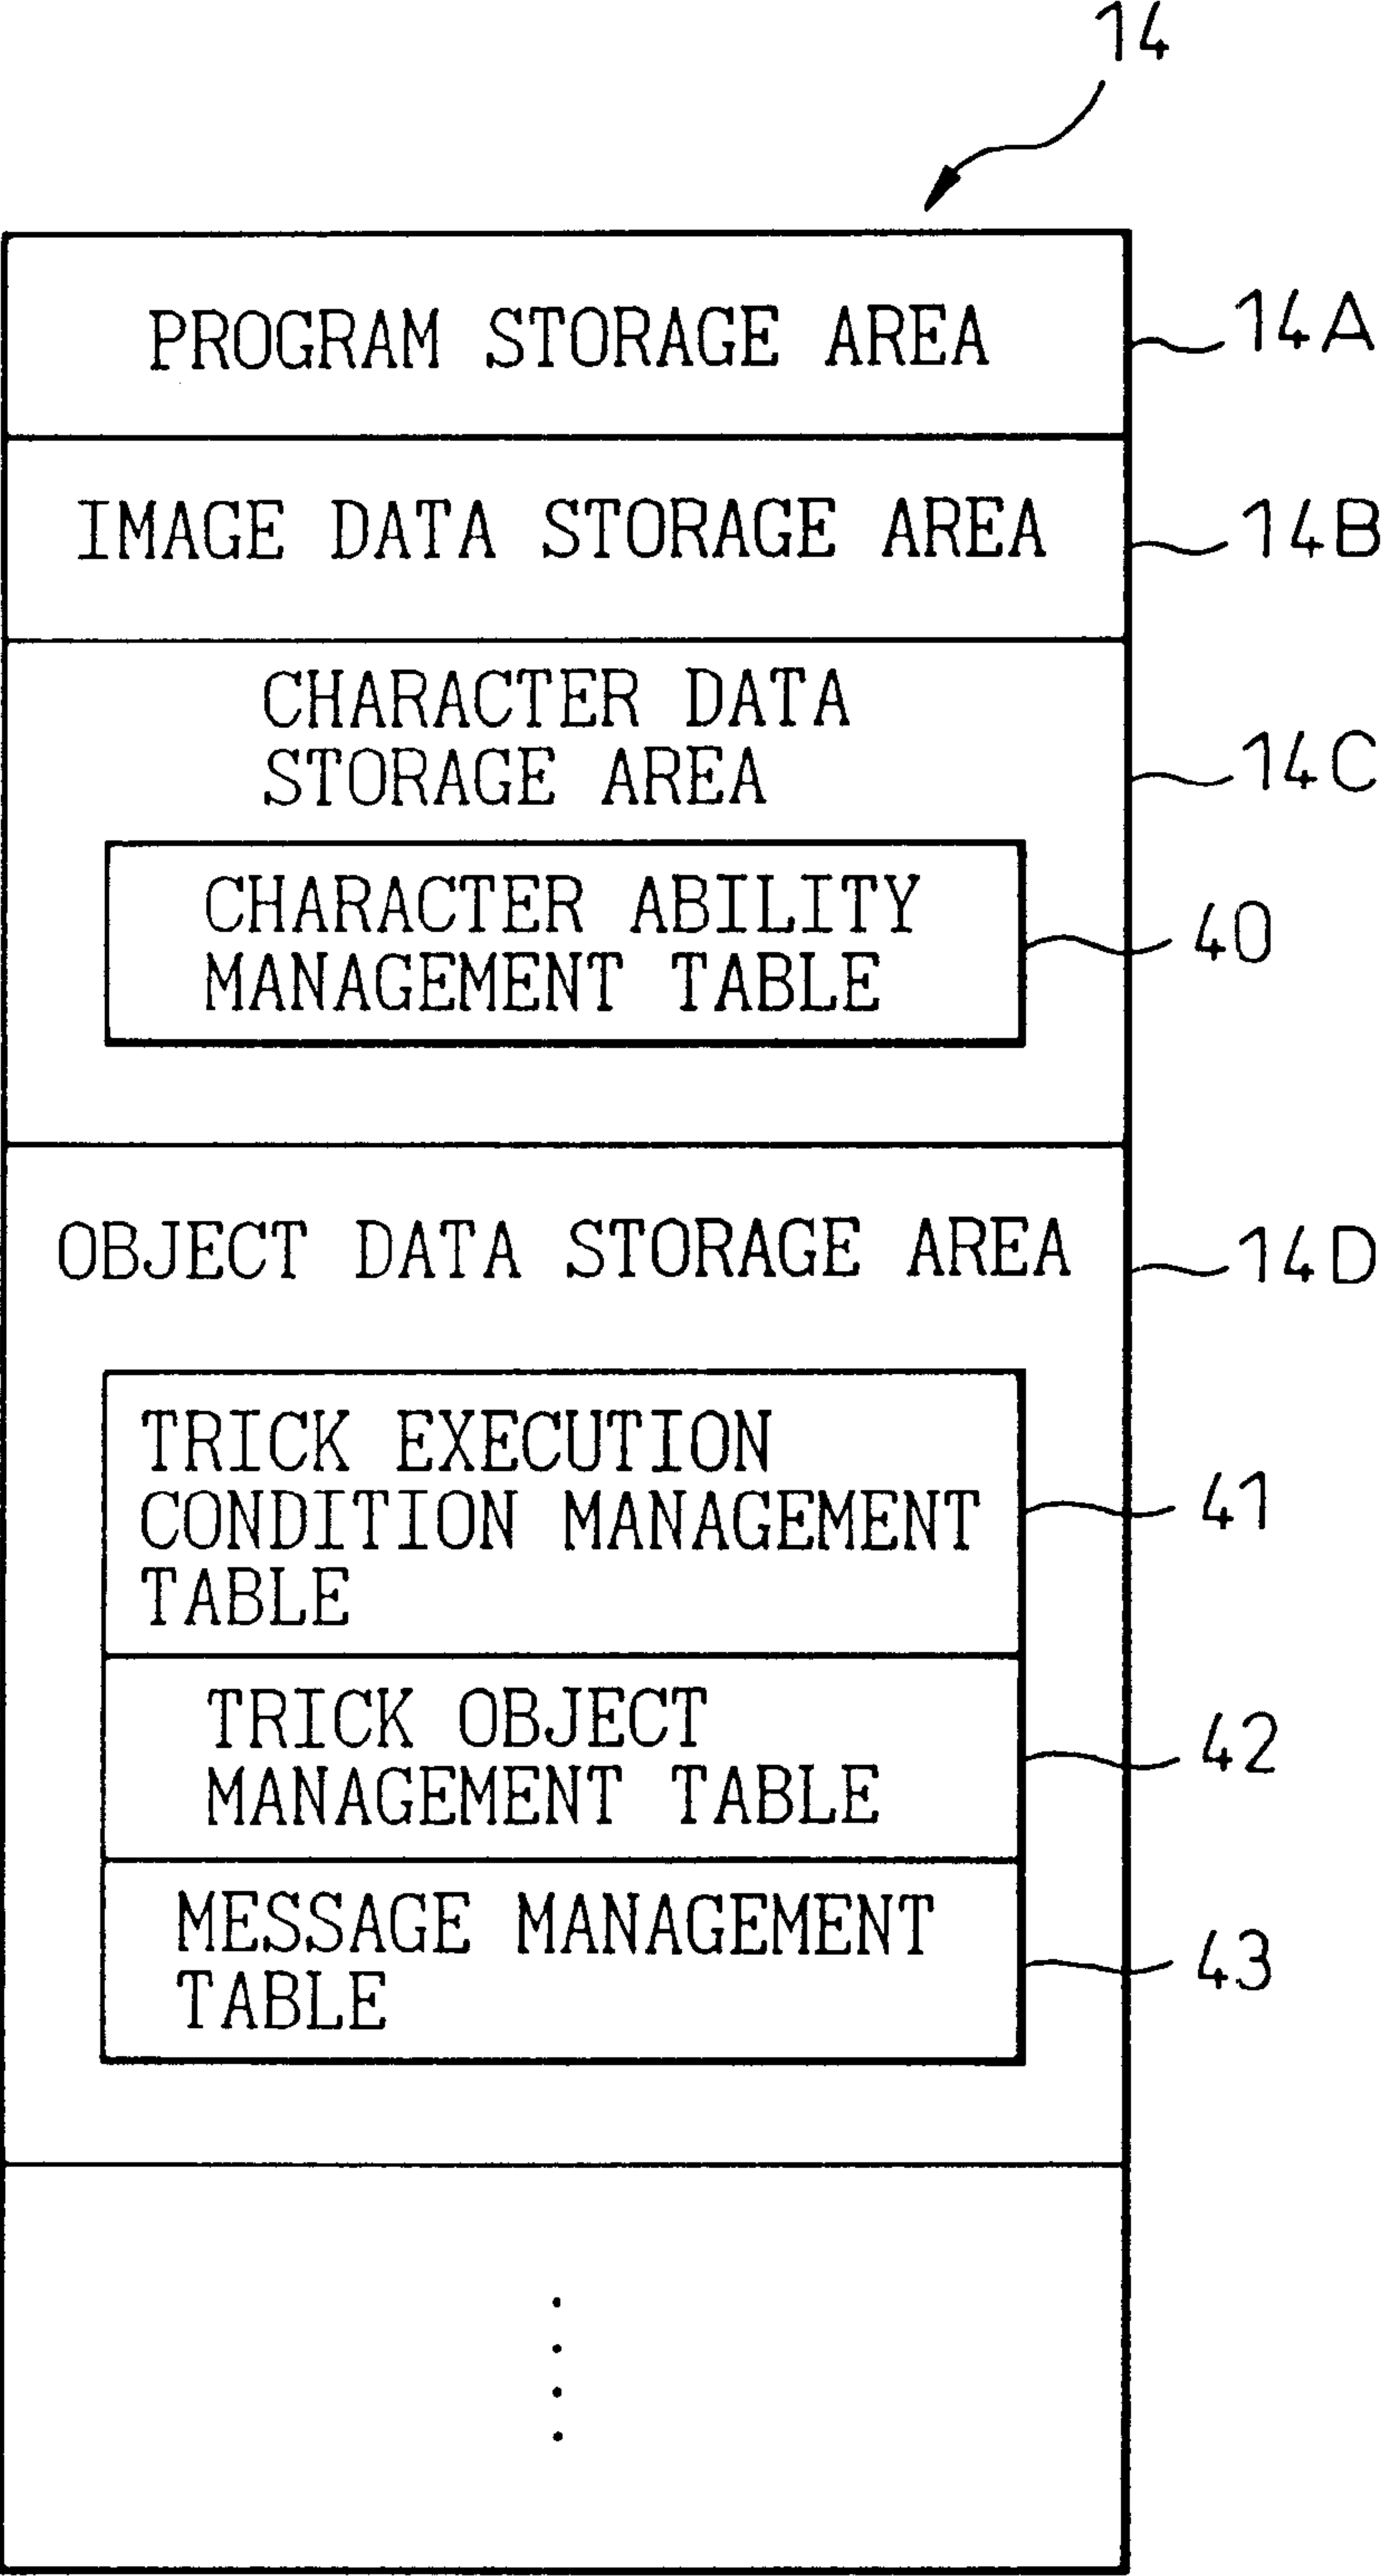 14
PROGRAM STORAGE AREA
14A
IMAGE DATA STORAGE AREA
14B
CHARACTER DATA
STORAGE AREA
14C
CHARACTER ABILITY
MANAGEMENT TABLE
40
OBJECT DATA STORAGE AREA
14D
TRICK EXECUTION
CONDITION MANAGEMENT
TABLE
41
TRICK OBJECT
MANAGEMENT TABLE
42
MESSAGE MANAGEMENT
TABLE
43